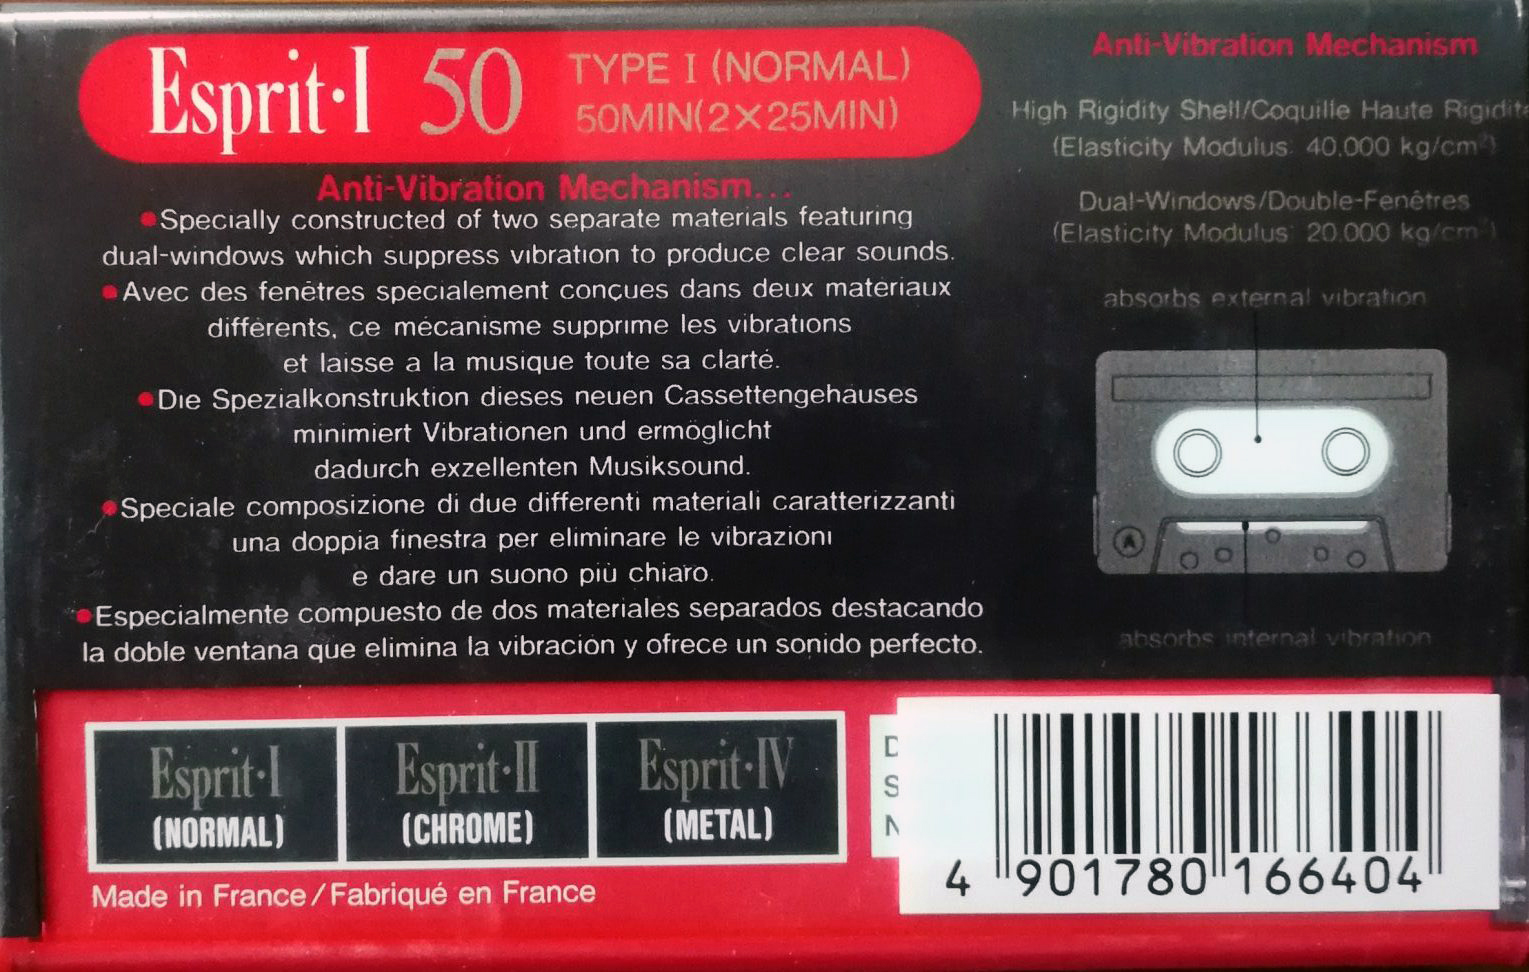 Esprit·I 50 TYPE I (NORMAL)
50MIN(2×25MIN)
Anti-Vibration Mechanism...
●Specially constructed of two separate materials featuring
dual-windows which suppress vibration to produce clear sounds.
●Avec des fenêtres spécialement conçues dans deux matériaux
différents, ce mécanisme supprime les vibrations
et laisse a la musique toute sa clarté.
●Die Spezialkonstruktion dieses neuen Cassettengehäuses
minimiert Vibrationen und ermöglicht
dadurch exzellenten Musiksound.
●Speciale composizione di due differenti materiali caratterizzanti
una doppia finestra per eliminare le vibrazioni
e dare un suono più chiaro.
●Especialmente compuesto de dos materiales separados destacando
la doble ventana que elimina la vibración y ofrece un sonido perfecto.
Anti-Vibration Mechanism
High Rigidity Shell/Coquille Haute Rigidité
(Elasticity Modulus: 40,000 kg/cm²)
Dual-Windows/Double-Fenêtres
(Elasticity Modulus: 20,000 kg/cm²)
absorbs external vibration
A
absorbs internal vibration
Esprit·I
(NORMAL)
Esprit·II
(CHROME)
Esprit·IV
(METAL)
Made in France/Fabriqué en France
D
S
N
4 901780 166404